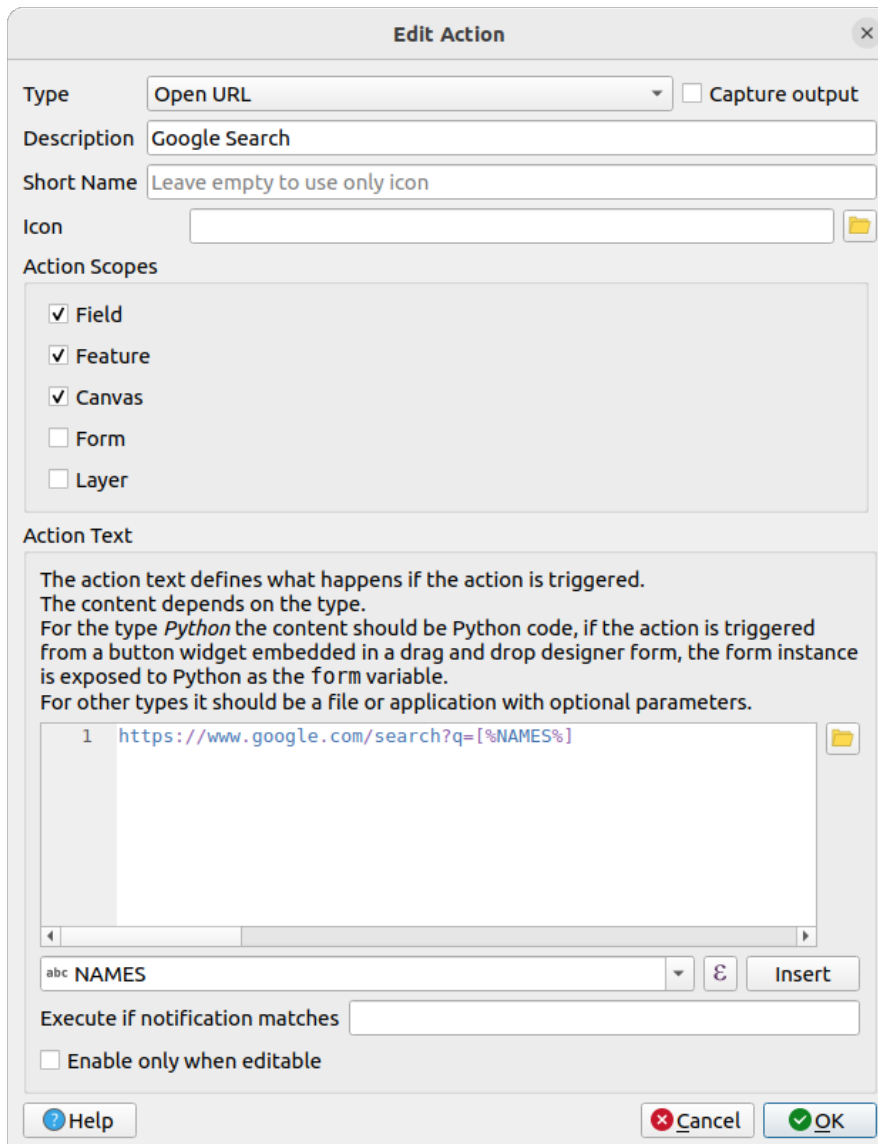 Edit Action
Type Open URL Capture output
Description Google Search
Short Name Leave empty to use only icon
Icon
Action Scopes
Field
Feature
Canvas
Form
Layer
Action Text
The action text defines what happens if the action is triggered.
The content depends on the type.
For the type Python the content should be Python code, if the action is triggered
from a button widget embedded in a drag and drop designer form, the form instance
is exposed to Python as the form variable.
For other types it should be a file or application with optional parameters.
1 https://www.google.com/search?q=[%NAMES%]
abc NAMES ε Insert
Execute if notification matches
Enable only when editable
Help Cancel OK